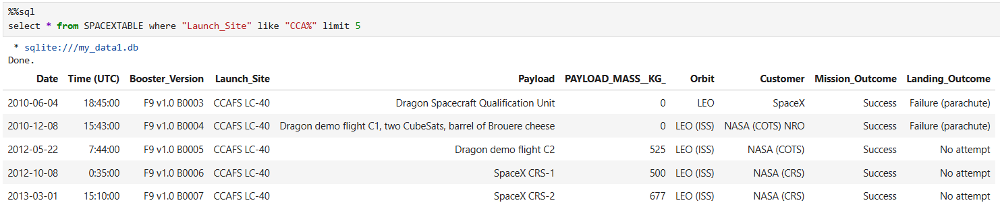 %%sql
select * from SPACEXTABLE where "Launch_Site" like "CCA%" limit 5
* sqlite:///my_data1.db
Done.
Date Time (UTC) Booster_Version Launch_Site Payload PAYLOAD_MASS__KG_ Orbit Customer Mission_Outcome Landing_Outcome
2010-06-04 18:45:00 F9 v1.0 B0003 CCAFS LC-40 Dragon Spacecraft Qualification Unit 0 LEO SpaceX Success Failure (parachute)
2010-12-08 15:43:00 F9 v1.0 B0004 CCAFS LC-40 Dragon demo flight C1, two CubeSats, barrel of Brouere cheese 0 LEO (ISS) NASA (COTS) NRO Success Failure (parachute)
2012-05-22 7:44:00 F9 v1.0 B0005 CCAFS LC-40 Dragon demo flight C2 525 LEO (ISS) NASA (COTS) Success No attempt
2012-10-08 0:35:00 F9 v1.0 B0006 CCAFS LC-40 SpaceX CRS-1 500 LEO (ISS) NASA (CRS) Success No attempt
2013-03-01 15:10:00 F9 v1.0 B0007 CCAFS LC-40 SpaceX CRS-2 677 LEO (ISS) NASA (CRS) Success No attempt